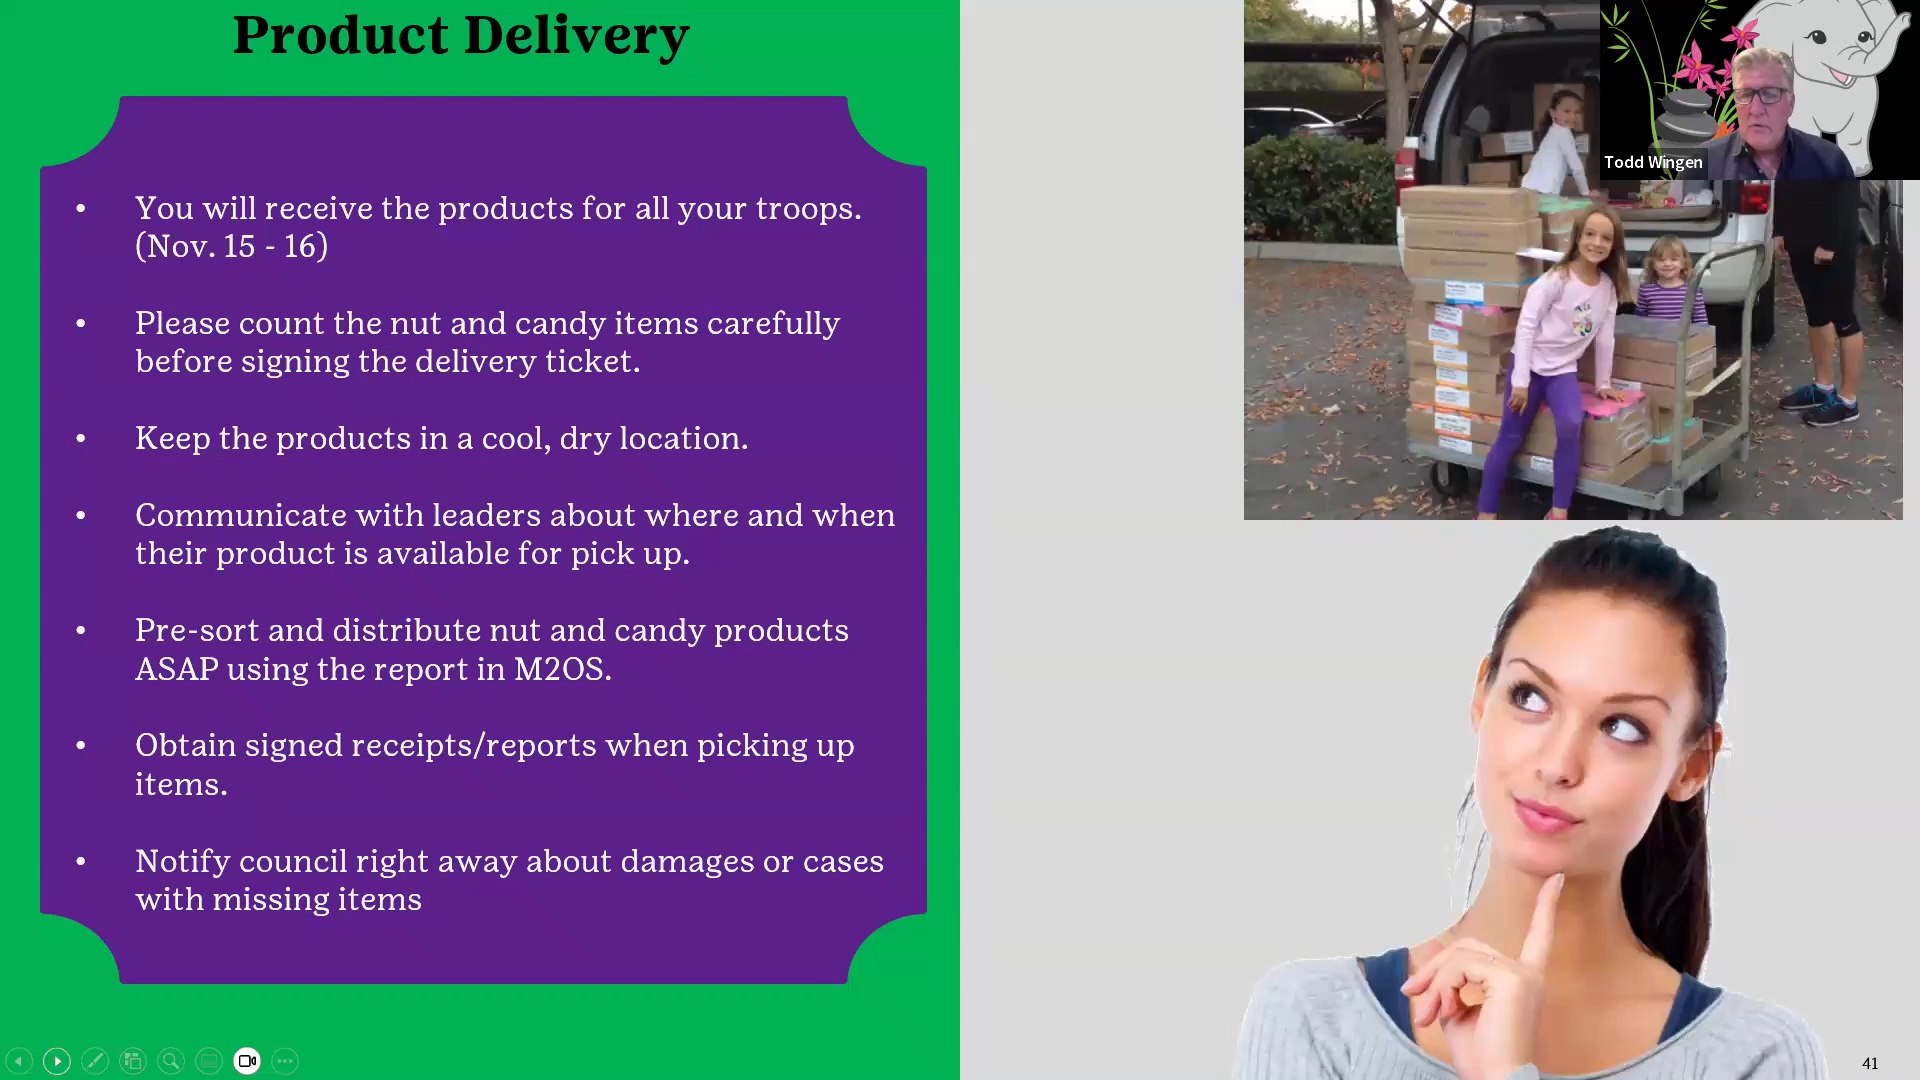 Product Delivery
• You will receive the products for all your troops.
(Nov. 15 - 16)
• Please count the nut and candy items carefully
before signing the delivery ticket.
• Keep the products in a cool, dry location.
• Communicate with leaders about where and when
their product is available for pick up.
• Pre-sort and distribute nut and candy products
ASAP using the report in M2OS.
• Obtain signed receipts/reports when picking up
items.
• Notify council right away about damages or cases
with missing items
Todd Wingen
41